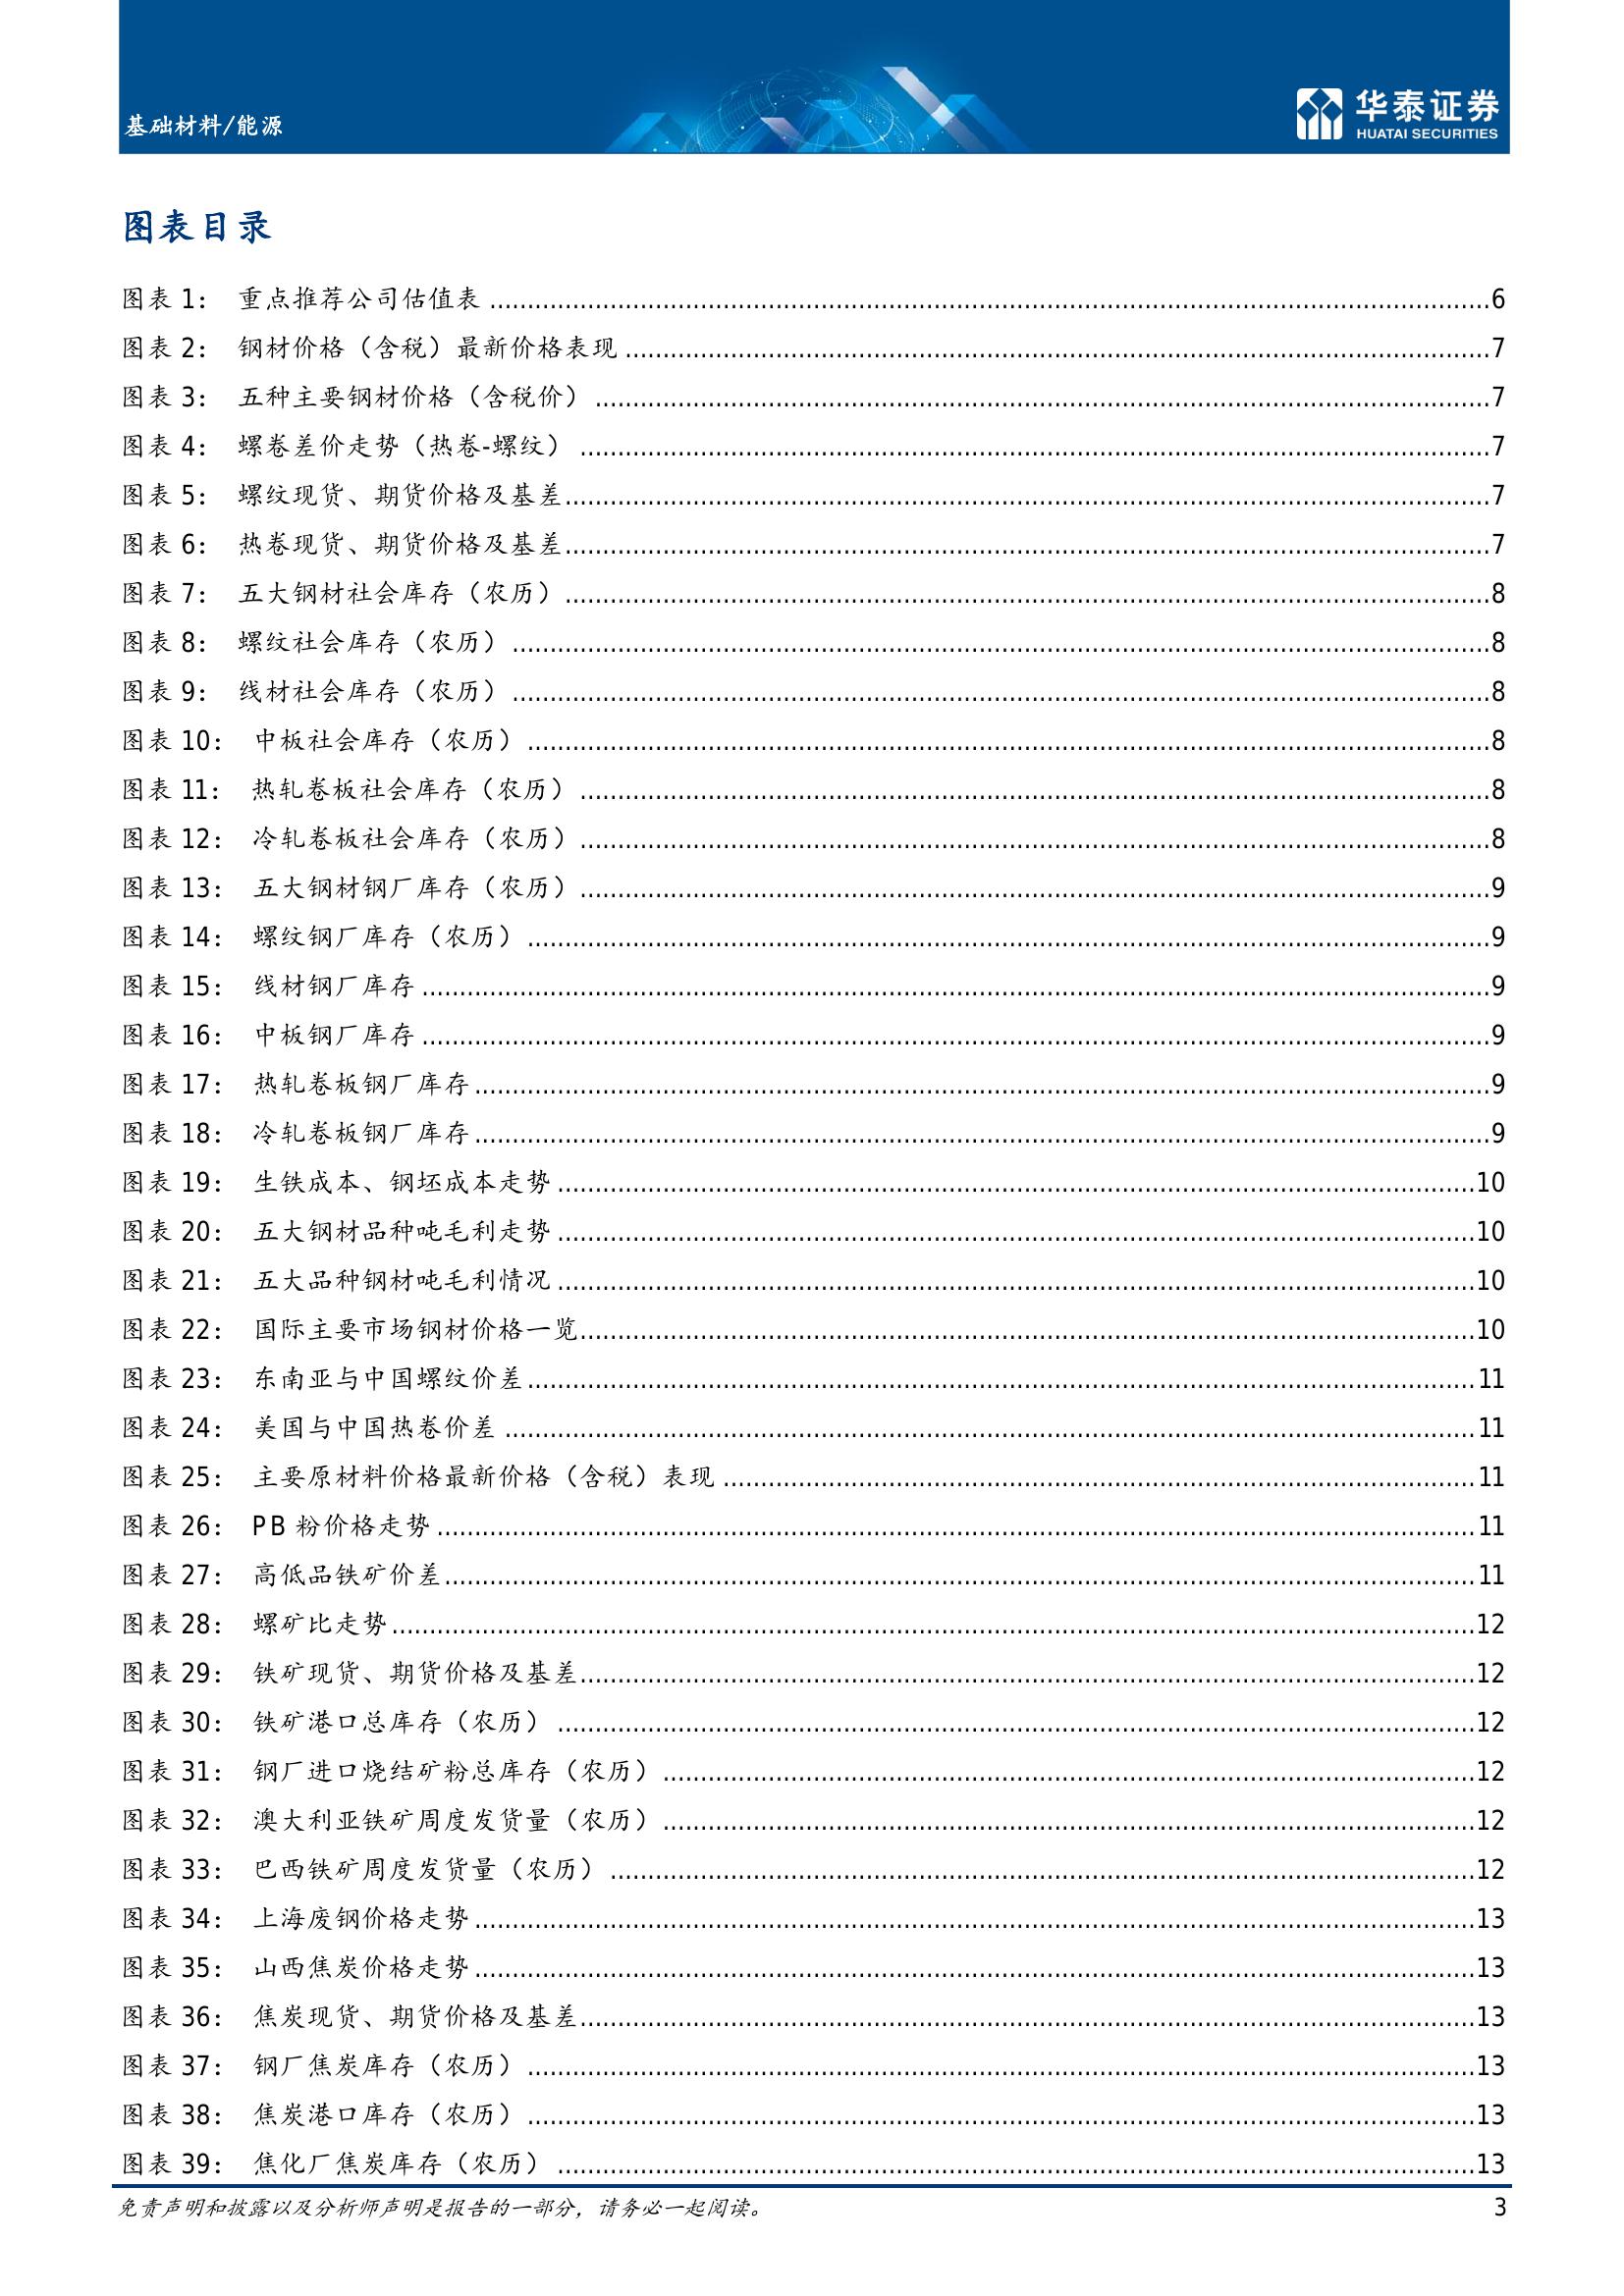 基础材料/能源
华泰证券
HUATAI SECURITIES
图表目录
图表 1： 重点推荐公司估值表 ........ 6
图表 2： 钢材价格（含税）最新价格表现 ........ 7
图表 3： 五种主要钢材价格（含税价） ........ 7
图表 4： 螺卷差价走势（热卷-螺纹） ........ 7
图表 5： 螺纹现货、期货价格及基差 ........ 7
图表 6： 热卷现货、期货价格及基差 ........ 7
图表 7： 五大钢材社会库存（农历） ........ 8
图表 8： 螺纹社会库存（农历） ........ 8
图表 9： 线材社会库存（农历） ........ 8
图表 10： 中板社会库存（农历） ........ 8
图表 11： 热轧卷板社会库存（农历） ........ 8
图表 12： 冷轧卷板社会库存（农历） ........ 8
图表 13： 五大钢材钢厂库存（农历） ........ 9
图表 14： 螺纹钢厂库存（农历） ........ 9
图表 15： 线材钢厂库存 ........ 9
图表 16： 中板钢厂库存 ........ 9
图表 17： 热轧卷板钢厂库存 ........ 9
图表 18： 冷轧卷板钢厂库存 ........ 9
图表 19： 生铁成本、钢坯成本走势 ........ 10
图表 20： 五大钢材品种吨毛利走势 ........ 10
图表 21： 五大品种钢材吨毛利情况 ........ 10
图表 22： 国际主要市场钢材价格一览 ........ 10
图表 23： 东南亚与中国螺纹价差 ........ 11
图表 24： 美国与中国热卷价差 ........ 11
图表 25： 主要原材料价格最新价格（含税）表现 ........ 11
图表 26： PB 粉价格走势 ........ 11
图表 27： 高低品铁矿价差 ........ 11
图表 28： 螺矿比走势 ........ 12
图表 29： 铁矿现货、期货价格及基差 ........ 12
图表 30： 铁矿港口总库存（农历） ........ 12
图表 31： 钢厂进口烧结矿粉总库存（农历） ........ 12
图表 32： 澳大利亚铁矿周度发货量（农历） ........ 12
图表 33： 巴西铁矿周度发货量（农历） ........ 12
图表 34： 上海废钢价格走势 ........ 13
图表 35： 山西焦炭价格走势 ........ 13
图表 36： 焦炭现货、期货价格及基差 ........ 13
图表 37： 钢厂焦炭库存（农历） ........ 13
图表 38： 焦炭港口库存（农历） ........ 13
图表 39： 焦化厂焦炭库存（农历） ........ 13
免责声明和披露以及分析师声明是报告的一部分，请务必一起阅读。 3